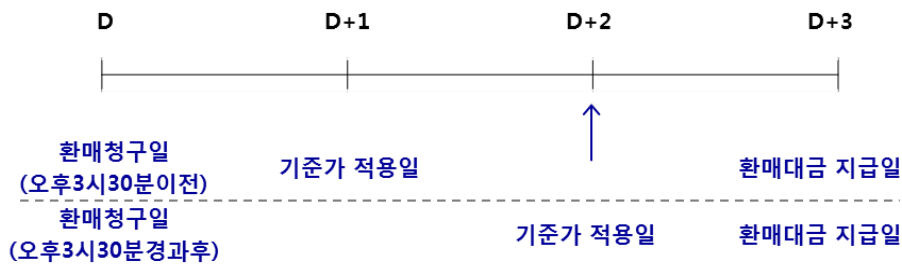 D D+1 D+2 D+3
환매청구일
(오후3시30분이전)
기준가 적용일
환매대금 지급일
환매청구일
(오후3시30분경과후)
기준가 적용일
환매대금 지급일